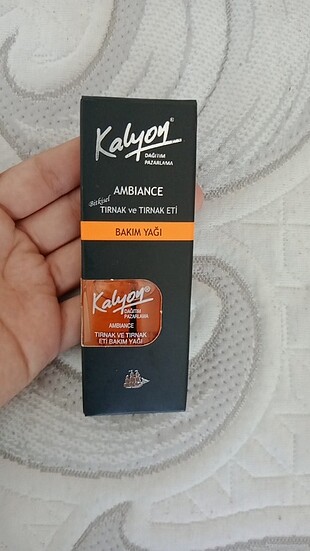 Kalyon®
DAĞITIM
PAZARLAMA
AMBIANCE
Bitkisel
TIRNAK ve TIRNAK ETİ
BAKIM YAĞI
Kalyon®
DAĞITIM
PAZARLAMA
AMBIANCE
TIRNAK VE TIRNAK
ETİ BAKIM YAĞI